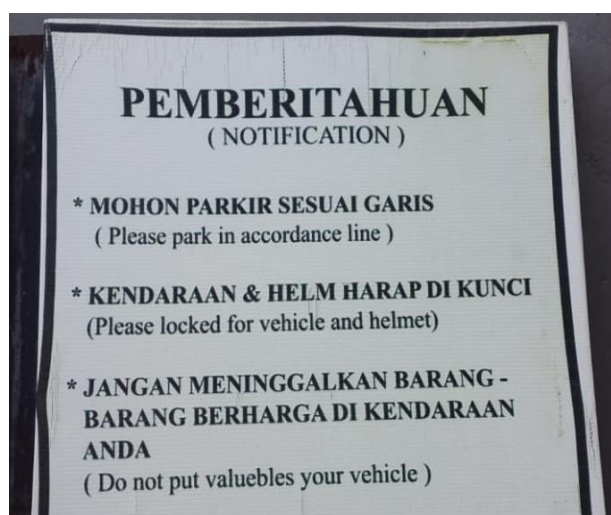 PEMBERITAHUAN
( NOTIFICATION )
* MOHON PARKIR SESUAI GARIS
( Please park in accordance line )
* KENDARAAN & HELM HARAP DI KUNCI
(Please locked for vehicle and helmet)
* JANGAN MENINGGALKAN BARANG -
BARANG BERHARGA DI KENDARAAN
ANDA
( Do not put valuebles your vehicle )